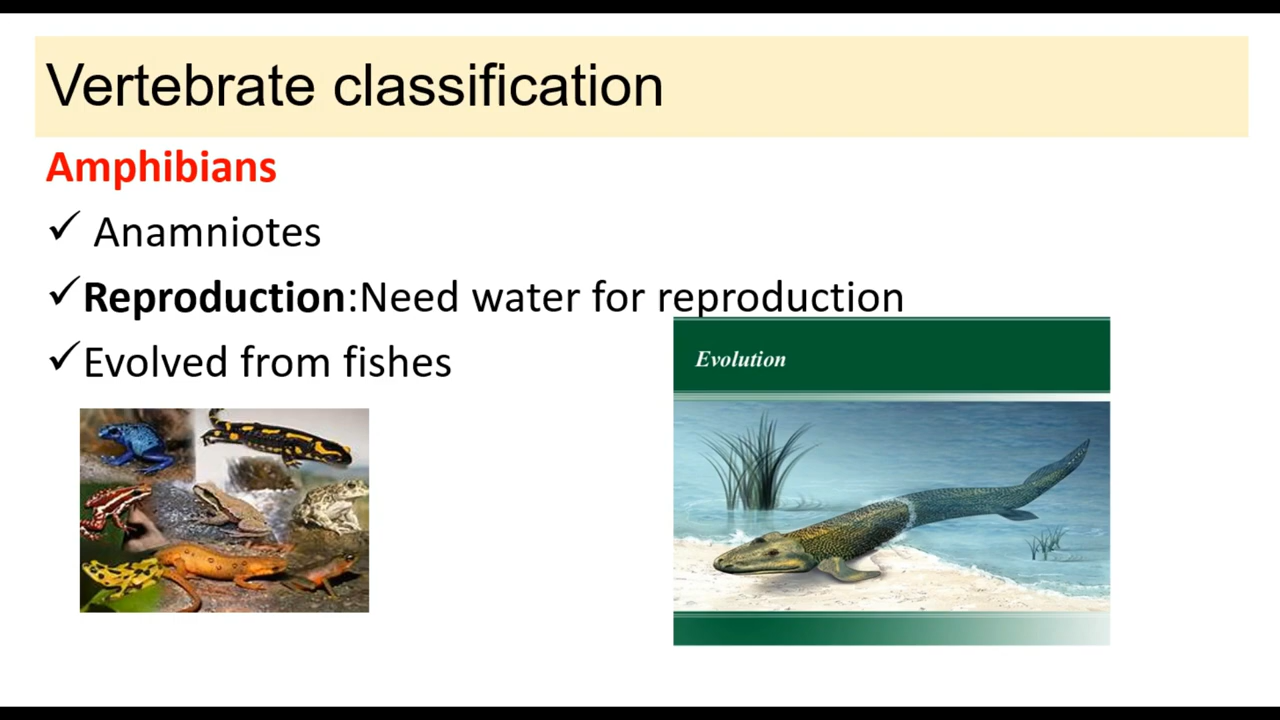 Vertebrate classification
Amphibians
✓ Anamniotes
✓Reproduction:Need water for reproduction
✓Evolved from fishes
Evolution